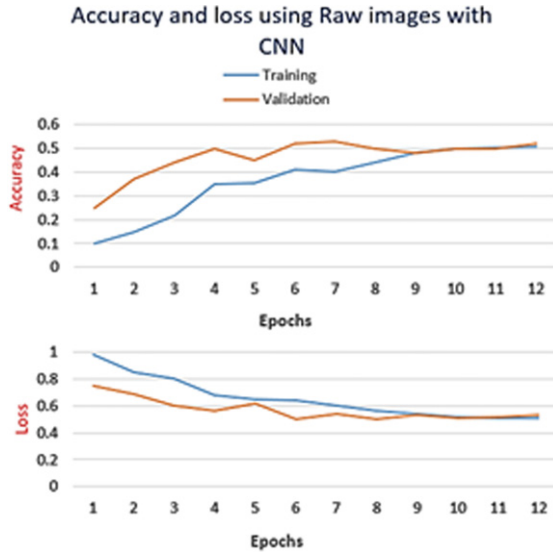 Accuracy and loss using Raw images with
CNN
Training
Validation
Accuracy
0.6
0.5
0.4
0.3
0.2
0.1
0
1 2 3 4 5 6 7 8 9 10 11 12
Epochs
Loss
1
0.8
0.6
0.4
0.2
0
1 2 3 4 5 6 7 8 9 10 11 12
Epochs